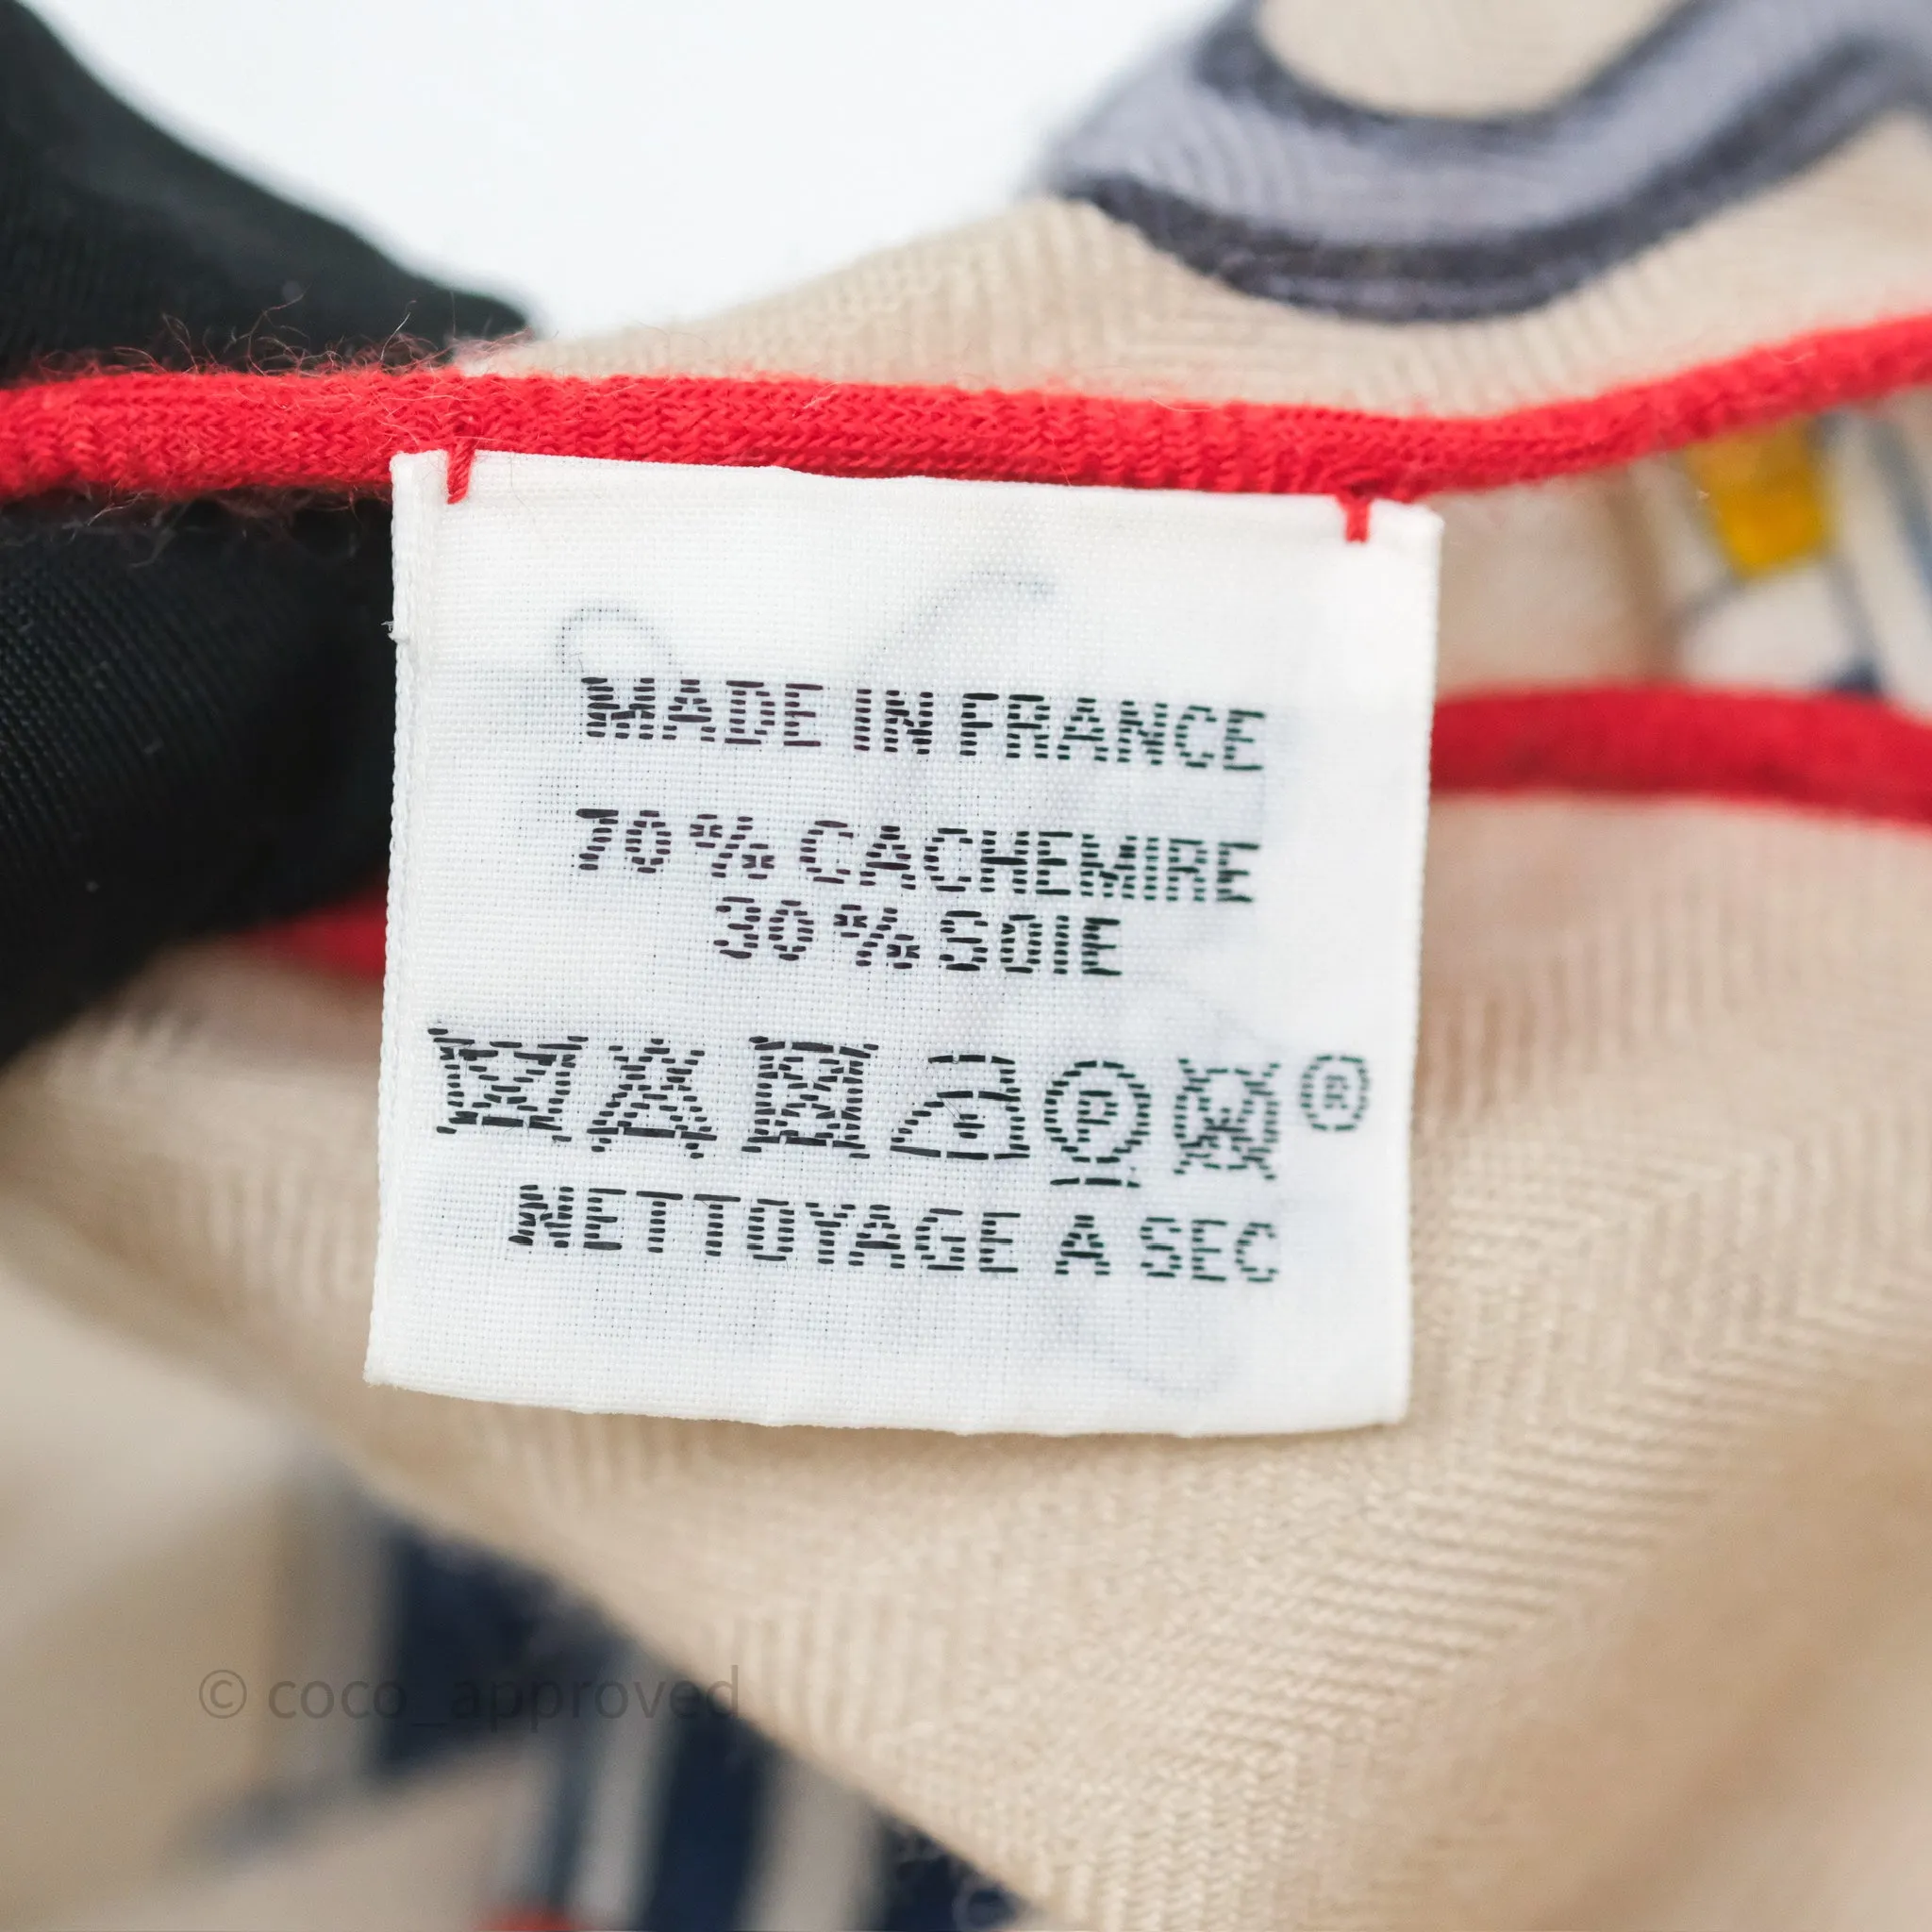 MADE IN FRANCE
70% CACHEMIRE
30% SOIE
P W ®
NETTOYAGE A SEC
© coco_approved